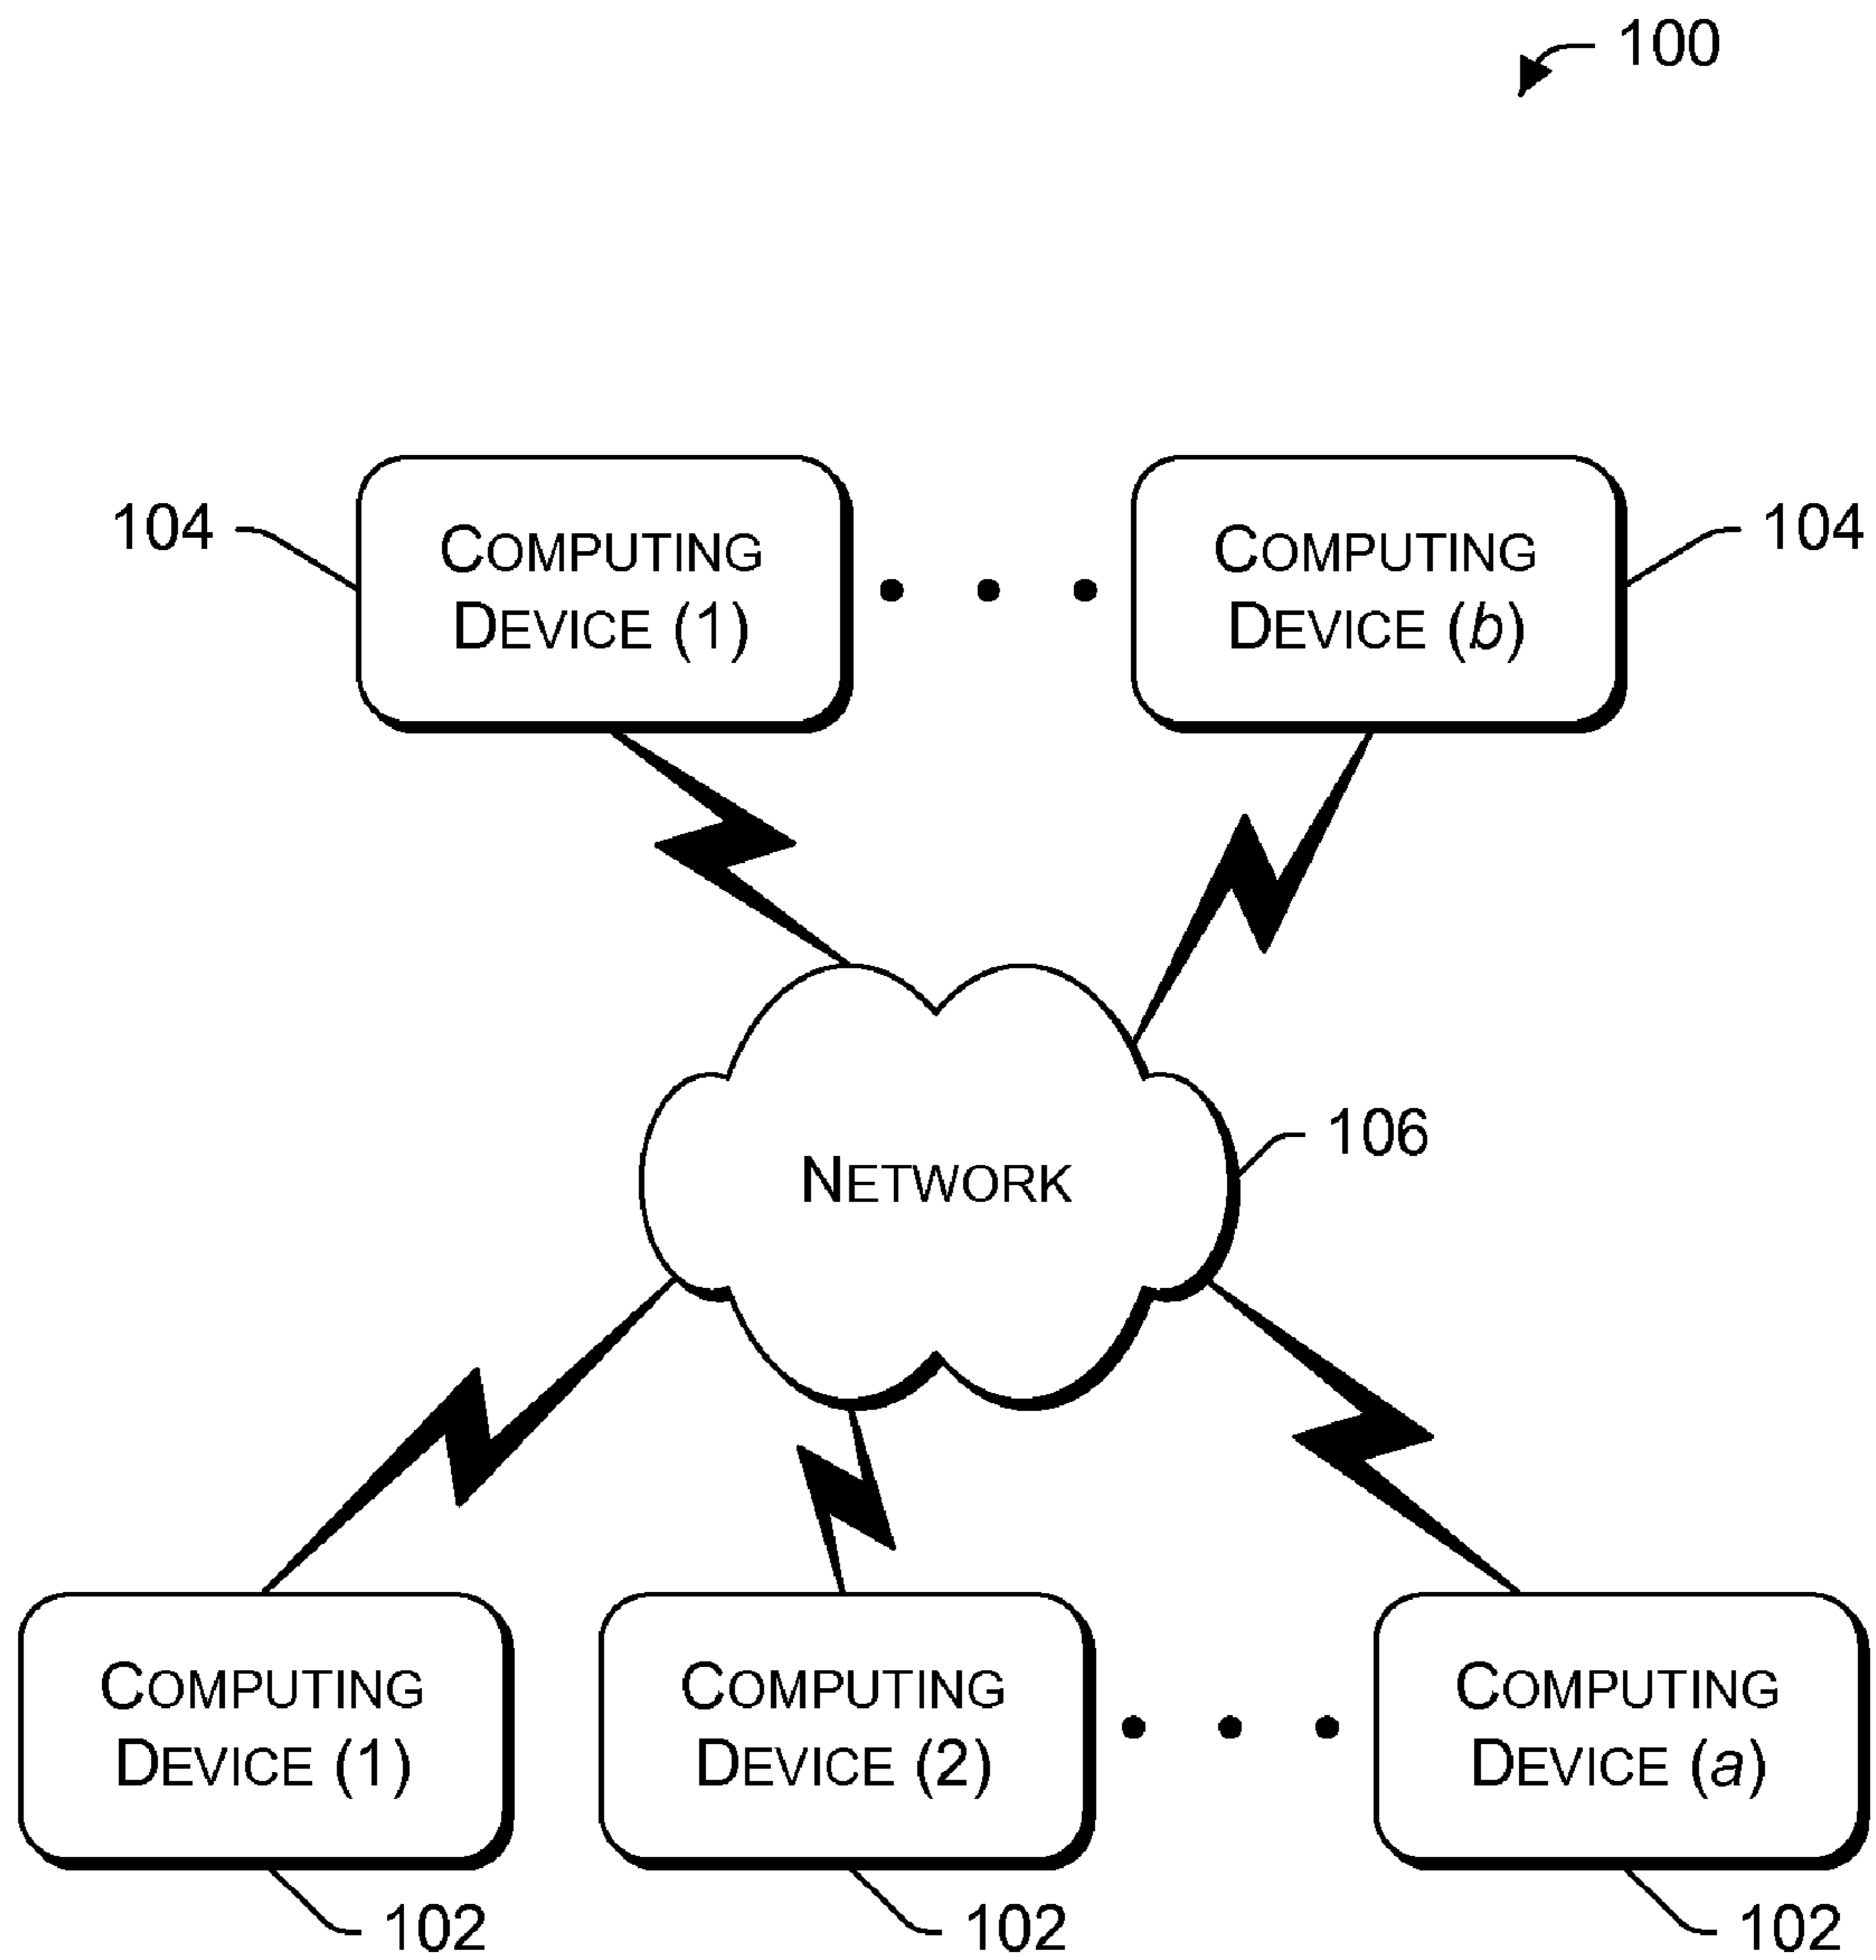 100
104
COMPUTING
DEVICE (1)
COMPUTING
DEVICE (b)
104
NETWORK
106
COMPUTING
DEVICE (1)
COMPUTING
DEVICE (2)
COMPUTING
DEVICE (a)
102
102
102